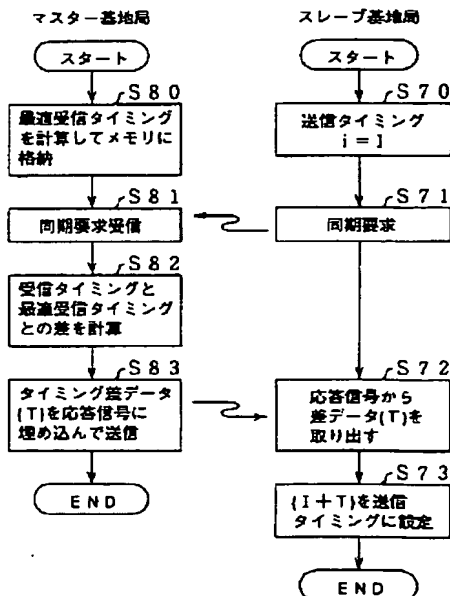 マスター基地局
スレーブ基地局
スタート
スタート
S80
最適受信タイミング
を計算してメモリに
格納
S70
送信タイミング
i=1
S81
同期要求受信
S71
同期要求
S82
受信タイミングと
最適受信タイミング
との差を計算
S83
タイミング差データ
(T)を応答信号に
埋め込んで送信
S72
応答信号から
差データ(T)を
取り出す
S73
(I+T)を送信
タイミングに設定
END
END